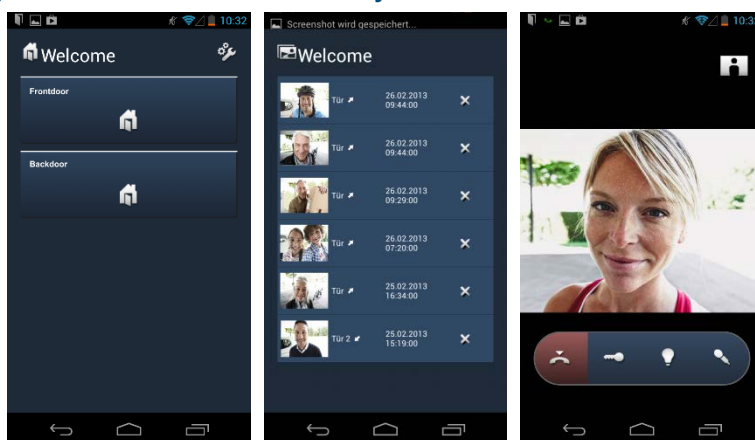 10:32
Welcome
Frontdoor
Backdoor
Screenshot wird gespeichert...
Welcome
Tür
26.02.2013
09:44:00
Tür
26.02.2013
09:44:00
Tür
26.02.2013
09:29:00
Tür
26.02.2013
07:20:00
Tür
25.02.2013
16:34:00
Tür 2
25.02.2013
15:19:00